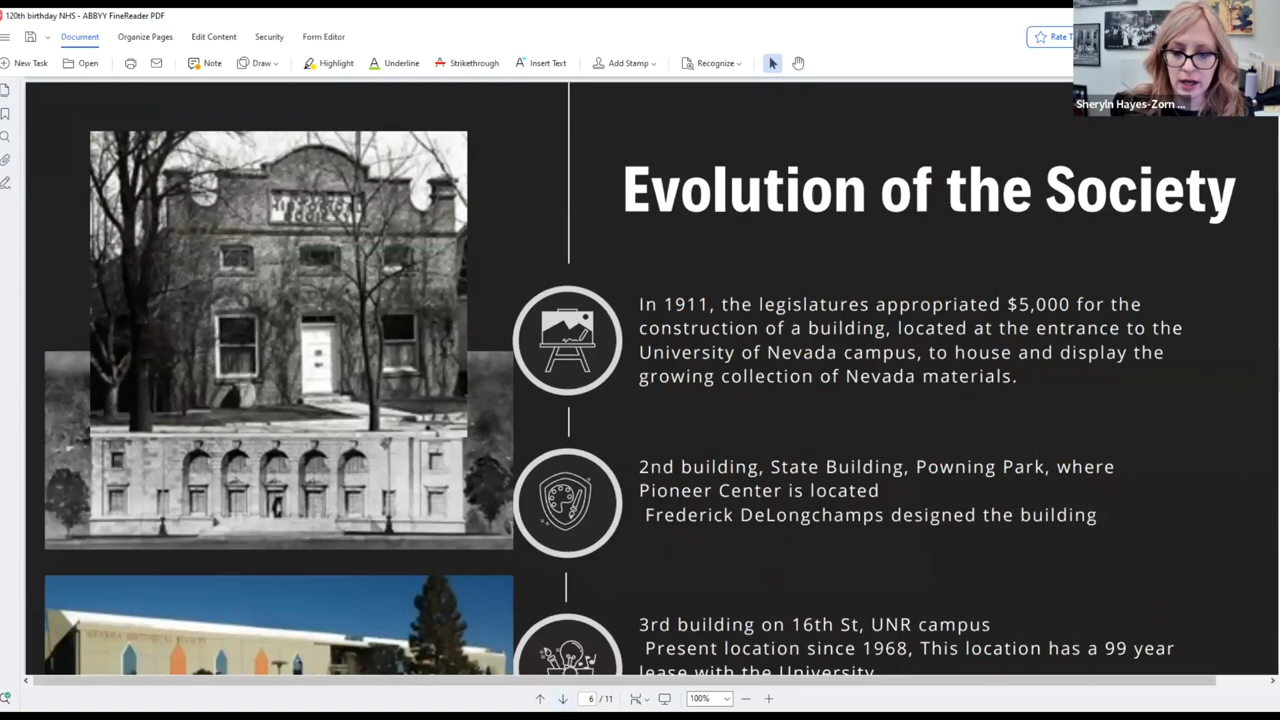 120th birthday NHS - ABBYY FineReader PDF
Document Organize Pages Edit Content Security Form Editor
Rate T
New Task Open Note Draw Highlight Underline Strikethrough Insert Text Add Stamp Recognize
Sheryln Hayes-Zorn ...
Evolution of the Society
In 1911, the legislatures appropriated $5,000 for the
construction of a building, located at the entrance to the
University of Nevada campus, to house and display the
growing collection of Nevada materials.
2nd building, State Building, Powning Park, where
Pioneer Center is located
Frederick DeLongchamps designed the building
3rd building on 16th St, UNR campus
Present location since 1968, This location has a 99 year
lease with the University
6 / 11 100%